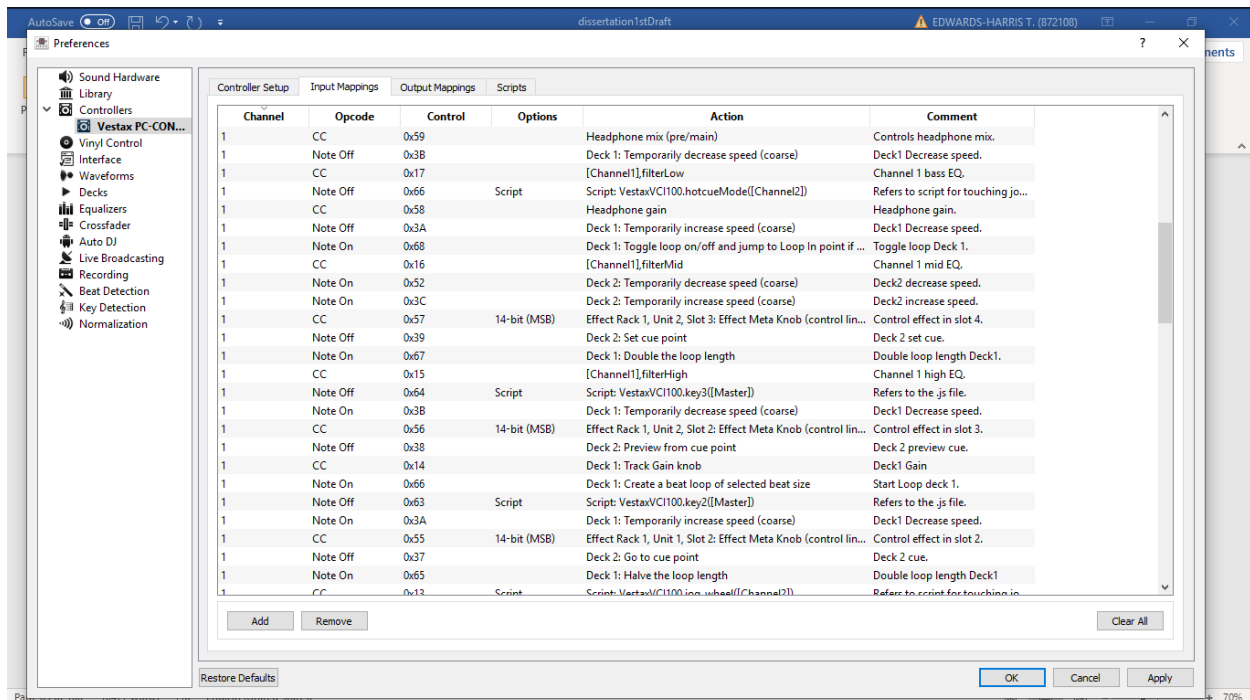 AutoSave Off dissertation1stDraft EDWARDS-HARRIS T. (872108)
Preferences ? ×
Sound Hardware
Library
Controllers
Vestax PC-CON...
Vinyl Control
Interface
Waveforms
Decks
Equalizers
Crossfader
Auto DJ
Live Broadcasting
Recording
Beat Detection
Key Detection
Normalization
Controller Setup Input Mappings Output Mappings Scripts
Channel Opcode Control Options Action Comment
1 CC 0x59 Headphone mix (pre/main) Controls headphone mix.
1 Note Off 0x3B Deck 1: Temporarily decrease speed (coarse) Deck1 Decrease speed.
1 CC 0x17 [Channel1],filterLow Channel 1 bass EQ.
1 Note Off 0x66 Script Script: VestaxVCI100.hotcueMode([Channel2]) Refers to script for touching jo...
1 CC 0x58 Headphone gain Headphone gain.
1 Note Off 0x3A Deck 1: Temporarily increase speed (coarse) Deck1 Decrease speed.
1 Note On 0x68 Deck 1: Toggle loop on/off and jump to Loop In point if ... Toggle loop Deck 1.
1 CC 0x16 [Channel1],filterMid Channel 1 mid EQ.
1 Note On 0x52 Deck 2: Temporarily decrease speed (coarse) Deck2 decrease speed.
1 Note On 0x3C Deck 2: Temporarily increase speed (coarse) Deck2 increase speed.
1 CC 0x57 14-bit (MSB) Effect Rack 1, Unit 2, Slot 3: Effect Meta Knob (control lin... Control effect in slot 4.
1 Note Off 0x39 Deck 2: Set cue point Deck 2 set cue.
1 Note On 0x67 Deck 1: Double the loop length Double loop length Deck1.
1 CC 0x15 [Channel1],filterHigh Channel 1 high EQ.
1 Note Off 0x64 Script Script: VestaxVCI100.key3([Master]) Refers to the .js file.
1 Note On 0x3B Deck 1: Temporarily decrease speed (coarse) Deck1 Decrease speed.
1 CC 0x56 14-bit (MSB) Effect Rack 1, Unit 2, Slot 2: Effect Meta Knob (control lin... Control effect in slot 3.
1 Note Off 0x38 Deck 2: Preview from cue point Deck 2 preview cue.
1 CC 0x14 Deck 1: Track Gain knob Deck1 Gain
1 Note On 0x66 Deck 1: Create a beat loop of selected beat size Start Loop deck 1.
1 Note Off 0x63 Script Script: VestaxVCI100.key2([Master]) Refers to the .js file.
1 Note On 0x3A Deck 1: Temporarily increase speed (coarse) Deck1 Decrease speed.
1 CC 0x55 14-bit (MSB) Effect Rack 1, Unit 1, Slot 2: Effect Meta Knob (control lin... Control effect in slot 2.
1 Note Off 0x37 Deck 2: Go to cue point Deck 2 cue.
1 Note On 0x65 Deck 1: Halve the loop length Double loop length Deck1
1 CC 0x13 Script Script: VestaxVCI100.jog_wheel([Channel2]) Refers to script for touching jo...
Add Remove Clear All
Restore Defaults OK Cancel Apply
70%